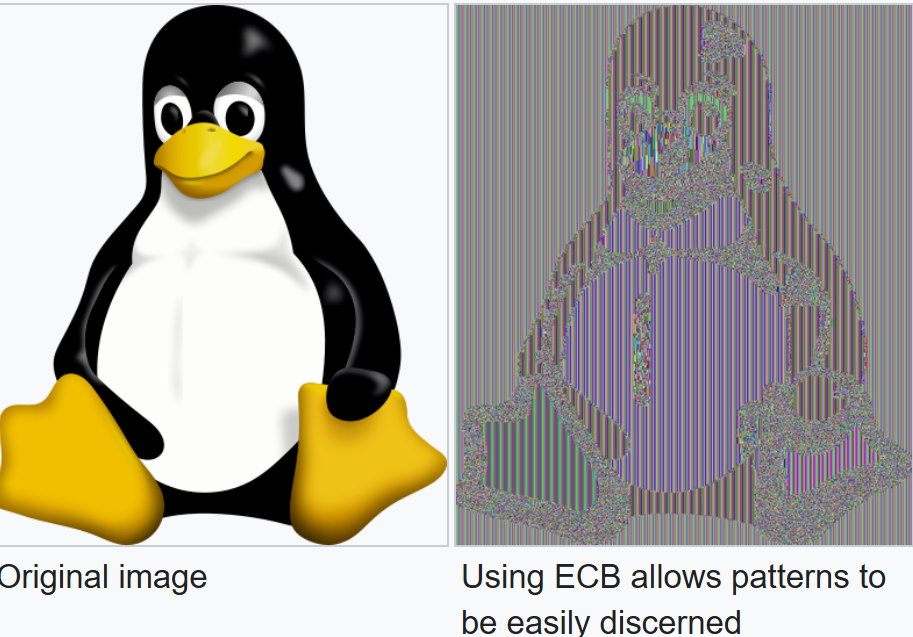 Original image
Using ECB allows patterns to
be easily discerned